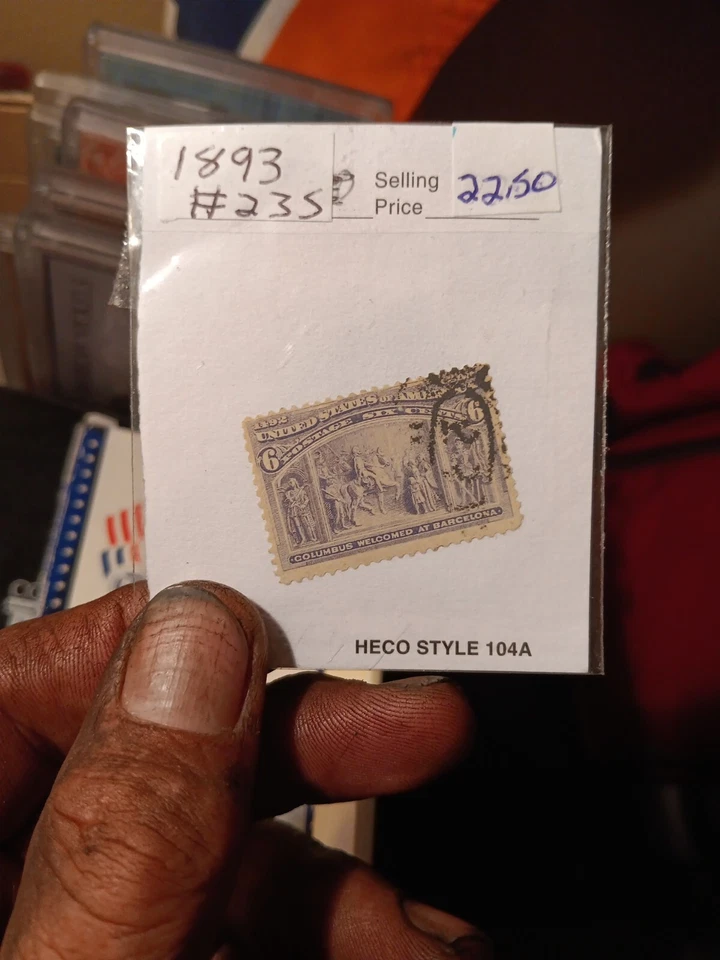 1893
#235
Selling
Price
22.50
1492
UNITED STATES OF AMERICA
POSTAGE SIX CENTS
6 6
COLUMBUS WELCOMED AT BARCELONA
HECO STYLE 104A